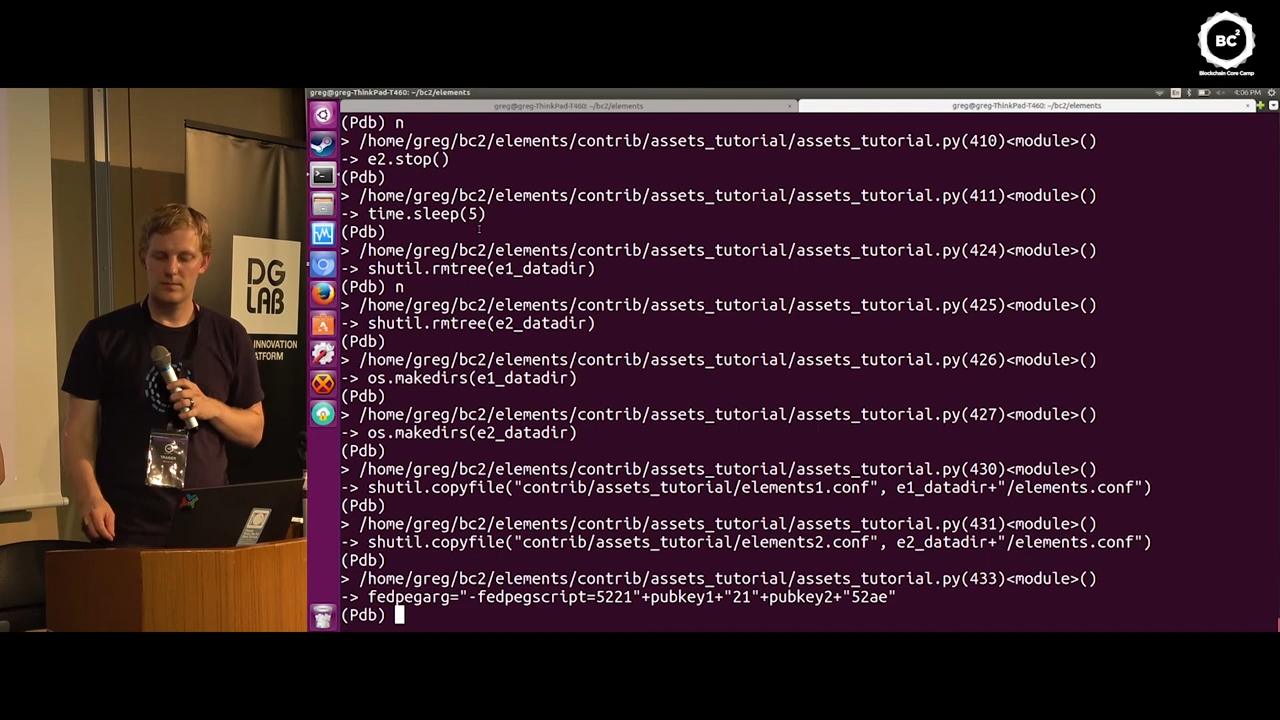 BC²
Blockchain Core Camp
greg@greg-ThinkPad-T460: ~/bc2/elements
4:06 PM
greg@greg-ThinkPad-T460: ~/bc2/elements
greg@greg-ThinkPad-T460: ~/bc2/elements
(Pdb) n
> /home/greg/bc2/elements/contrib/assets_tutorial/assets_tutorial.py(410)<module>()
-> e2.stop()
(Pdb)
> /home/greg/bc2/elements/contrib/assets_tutorial/assets_tutorial.py(411)<module>()
-> time.sleep(5)
(Pdb)
> /home/greg/bc2/elements/contrib/assets_tutorial/assets_tutorial.py(424)<module>()
-> shutil.rmtree(e1_datadir)
(Pdb) n
> /home/greg/bc2/elements/contrib/assets_tutorial/assets_tutorial.py(425)<module>()
-> shutil.rmtree(e2_datadir)
(Pdb)
> /home/greg/bc2/elements/contrib/assets_tutorial/assets_tutorial.py(426)<module>()
-> os.makedirs(e1_datadir)
(Pdb)
> /home/greg/bc2/elements/contrib/assets_tutorial/assets_tutorial.py(427)<module>()
-> os.makedirs(e2_datadir)
(Pdb)
> /home/greg/bc2/elements/contrib/assets_tutorial/assets_tutorial.py(430)<module>()
-> shutil.copyfile("contrib/assets_tutorial/elements1.conf", e1_datadir+"/elements.conf")
(Pdb)
> /home/greg/bc2/elements/contrib/assets_tutorial/assets_tutorial.py(431)<module>()
-> shutil.copyfile("contrib/assets_tutorial/elements2.conf", e2_datadir+"/elements.conf")
(Pdb)
> /home/greg/bc2/elements/contrib/assets_tutorial/assets_tutorial.py(433)<module>()
-> fedpegarg="-fedpegscript=5221"+pubkey1+"21"+pubkey2+"52ae"
(Pdb)
DG
LAB
INNOVATION
ATFORM